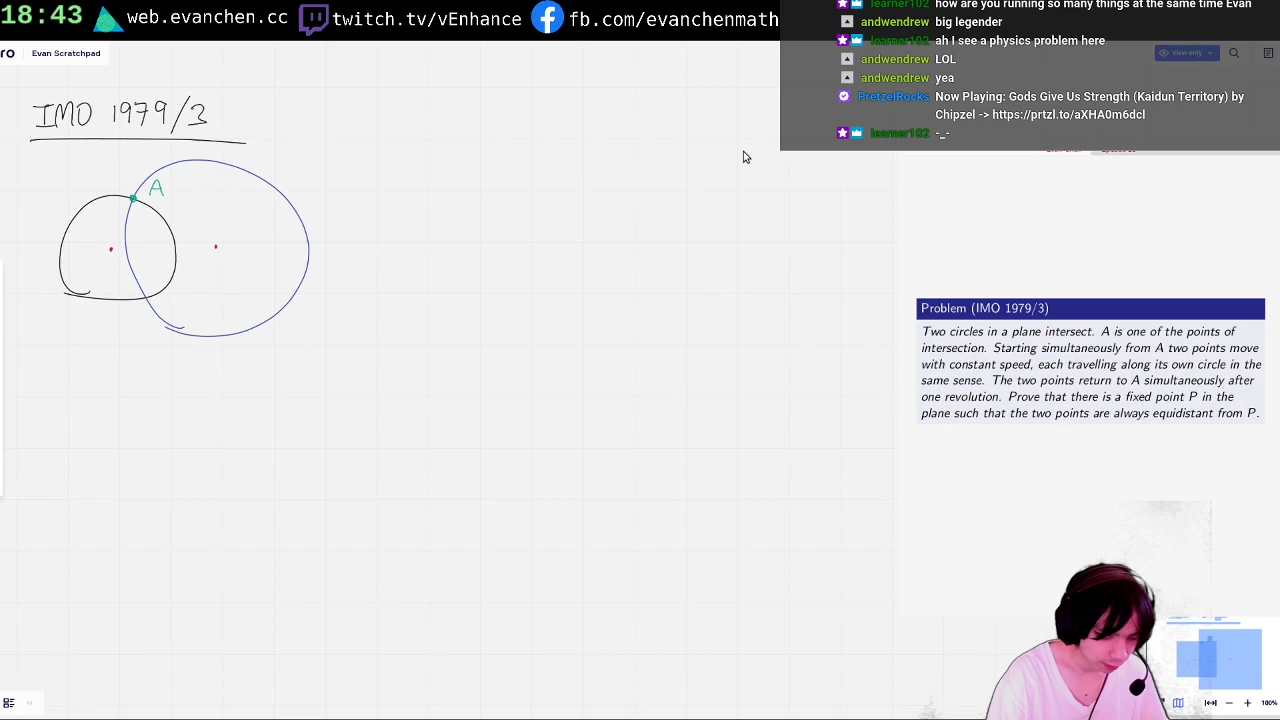 18:43 web.evanchen.cc twitch.tv/vEnhance fb.com/evanchenmath
learner102 how are you running so many things at the same time Evan
andwendrew big legender
learner102 ah I see a physics problem here
andwendrew LOL
andwendrew yea
PretzelRocks Now Playing: Gods Give Us Strength (Kaidun Territory) by
Chipzel -> https://prtzl.to/aXHA0m6dcl
learner102 -_-
ro Evan Scratchpad
View only
IMO 1979/3
A
Problem (IMO 1979/3)
Two circles in a plane intersect. A is one of the points of
intersection. Starting simultaneously from A two points move
with constant speed, each travelling along its own circle in the
same sense. The two points return to A simultaneously after
one revolution. Prove that there is a fixed point P in the
plane such that the two points are always equidistant from P.
100%